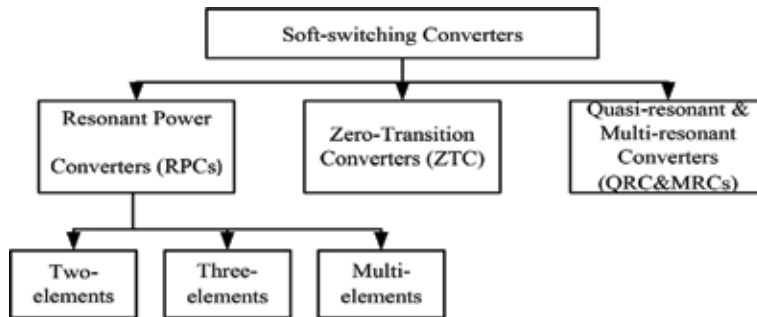 Soft-switching Converters
Resonant Power
Converters (RPCs)
Zero-Transition
Converters (ZTC)
Quasi-resonant &
Multi-resonant
Converters
(QRC&MRCs)
Two-
elements
Three-
elements
Multi-
elements